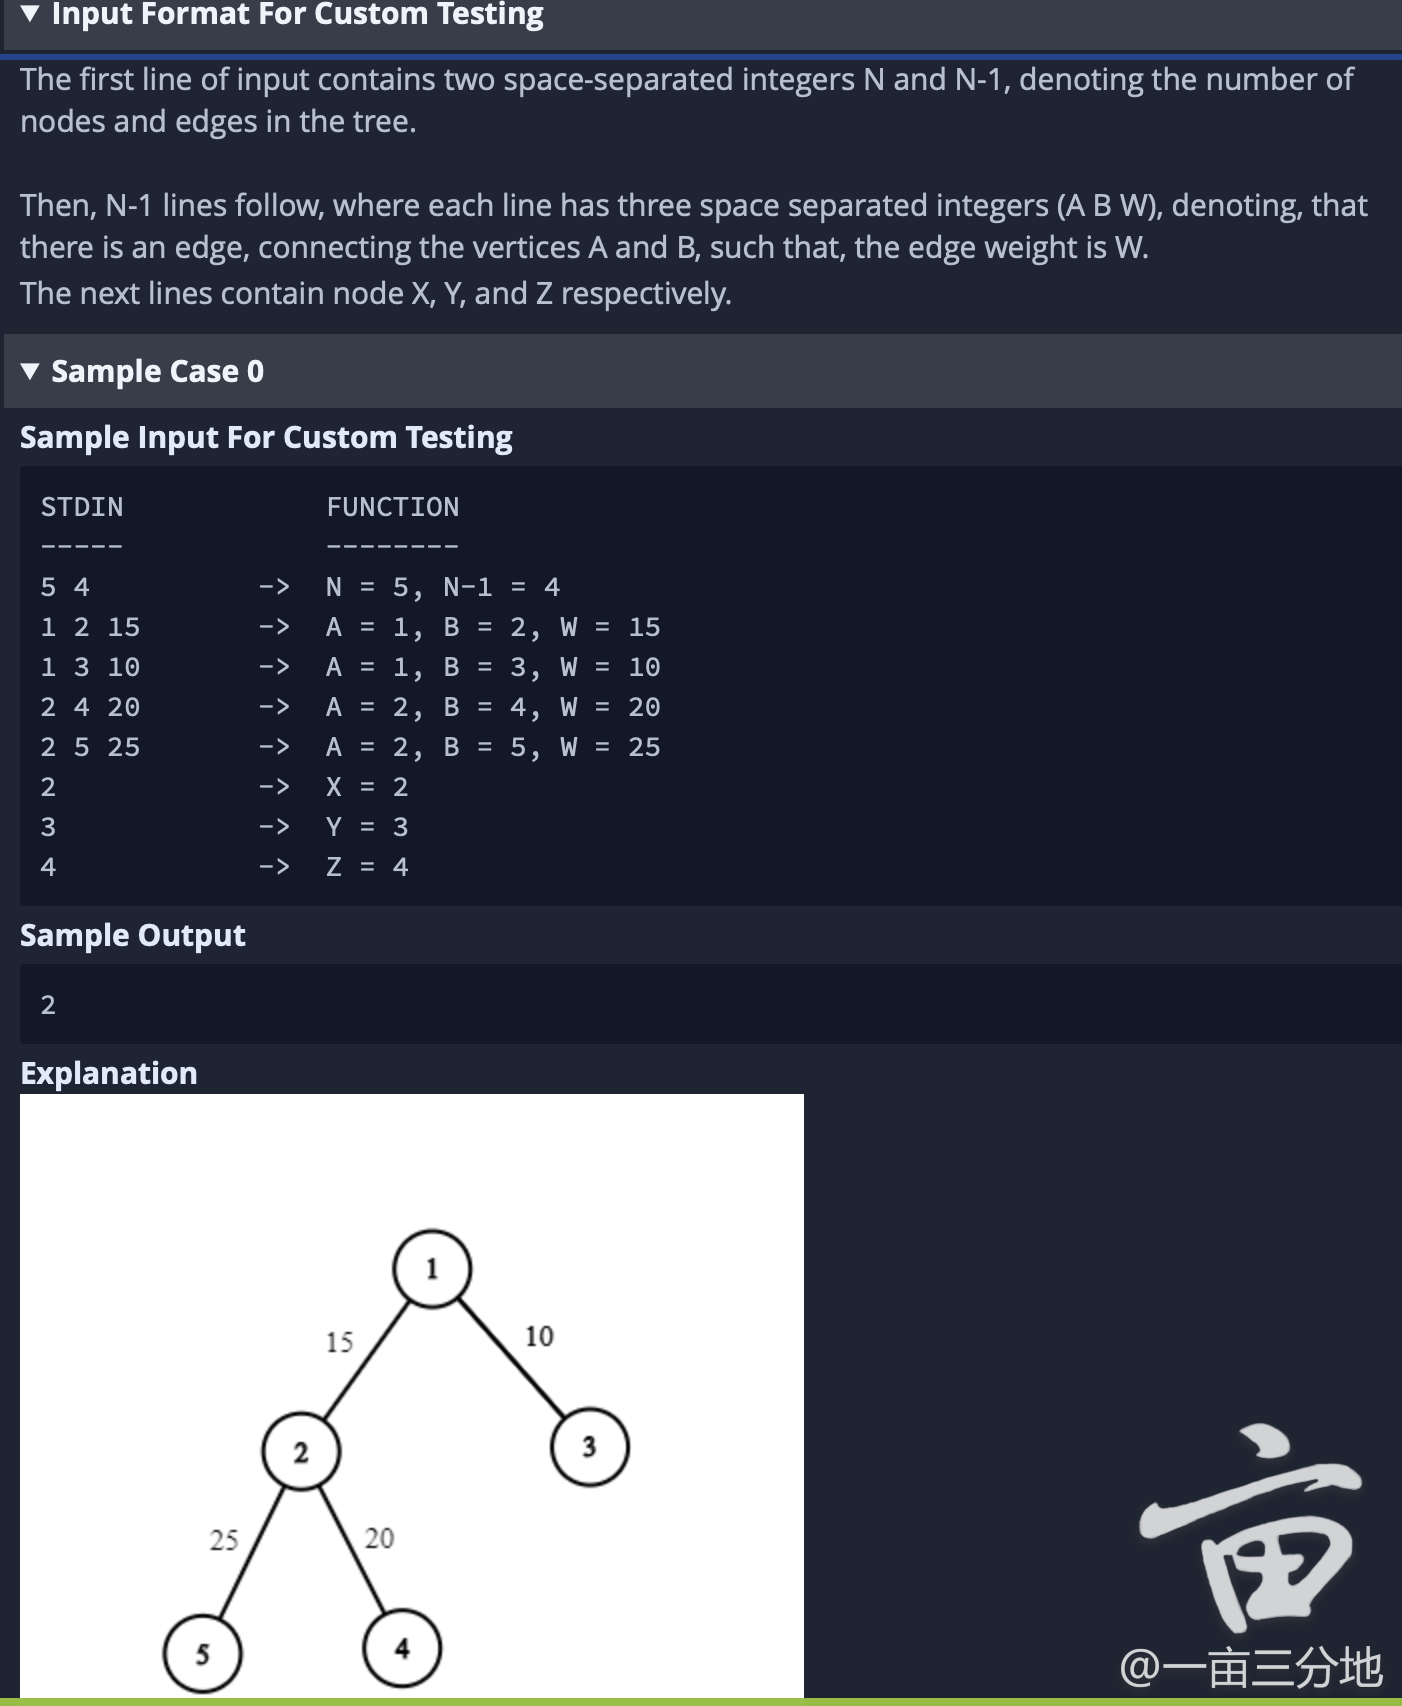 ▼ Input Format For Custom Testing
The first line of input contains two space-separated integers N and N-1, denoting the number of
nodes and edges in the tree.
Then, N-1 lines follow, where each line has three space separated integers (A B W), denoting, that
there is an edge, connecting the vertices A and B, such that, the edge weight is W.
The next lines contain node X, Y, and Z respectively.
▼ Sample Case 0
Sample Input For Custom Testing
STDIN FUNCTION
----- --------
5 4 -> N = 5, N-1 = 4
1 2 15 -> A = 1, B = 2, W = 15
1 3 10 -> A = 1, B = 3, W = 10
2 4 20 -> A = 2, B = 4, W = 20
2 5 25 -> A = 2, B = 5, W = 25
2 -> X = 2
3 -> Y = 3
4 -> Z = 4
Sample Output
2
Explanation
1
15 10
2 3
25 20
5 4
亩
@一亩三分地